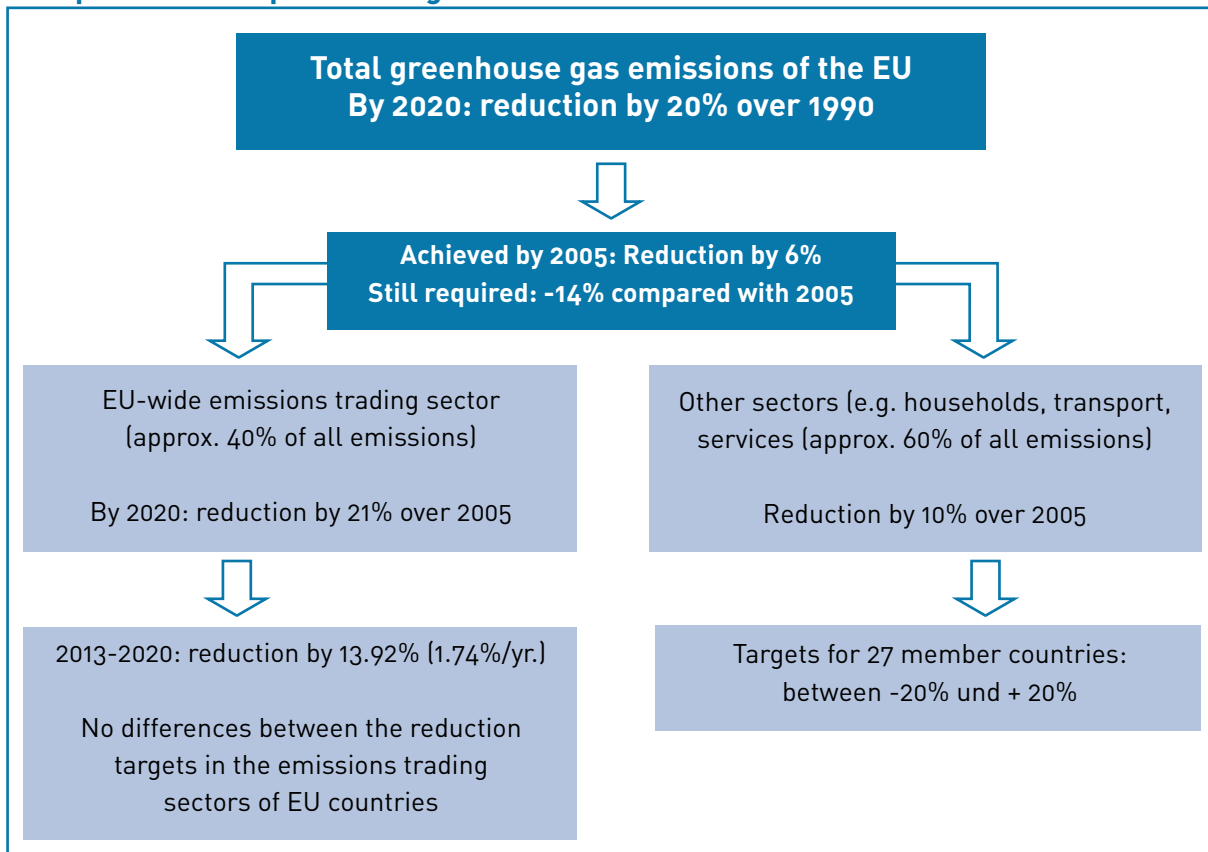 Total greenhouse gas emissions of the EU
By 2020: reduction by 20% over 1990
Achieved by 2005: Reduction by 6%
Still required: -14% compared with 2005
EU-wide emissions trading sector
(approx. 40% of all emissions)
By 2020: reduction by 21% over 2005
Other sectors (e.g. households, transport,
services (approx. 60% of all emissions)
Reduction by 10% over 2005
2013-2020: reduction by 13.92% (1.74%/yr.)
No differences between the reduction
targets in the emissions trading
sectors of EU countries
Targets for 27 member countries:
between -20% und + 20%